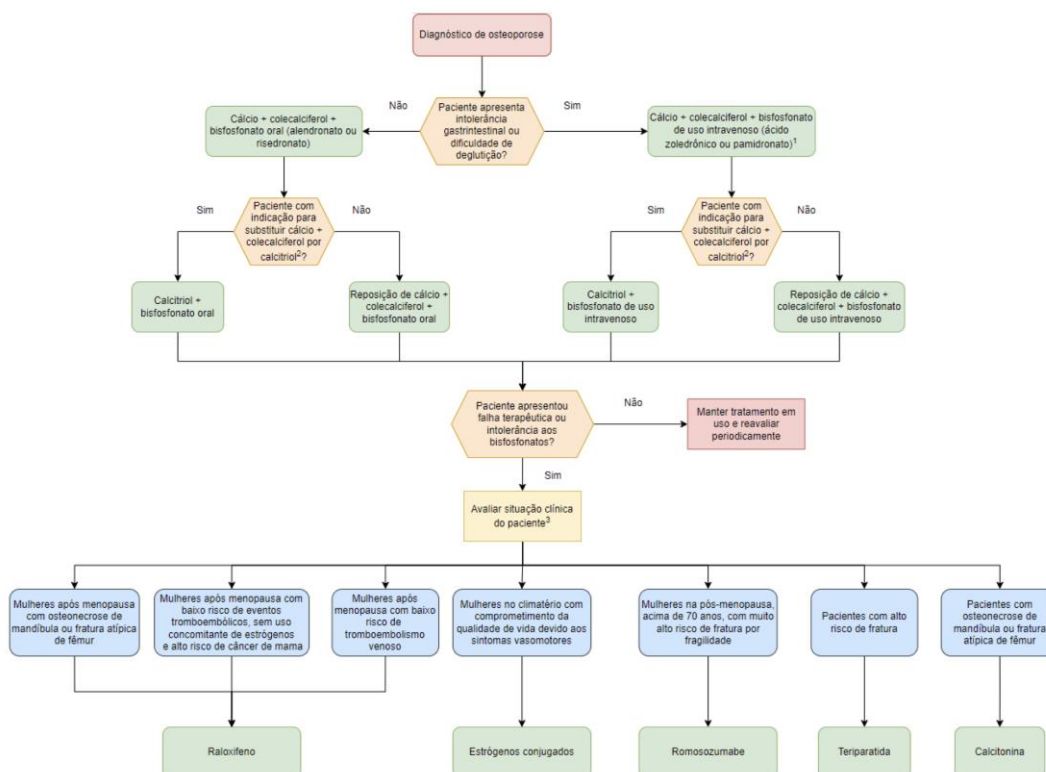 Diagnóstico de osteoporose
Não
Paciente apresenta
intolerância
gastrintestinal ou
dificuldade de
deglutição?
Sim
Cálcio + colecalciferol +
bisfosfonato oral (alendronato ou
risedronato)
Cálcio + colecalciferol + bisfosfonato
de uso intravenoso (ácido
zoledrônico ou pamidronato)¹
Sim
Paciente com
indicação para
substituir cálcio +
colecalciferol por
calcitriol²?
Não
Sim
Paciente com
indicação para
substituir cálcio +
colecalciferol por
calcitriol²?
Não
Calcitriol +
bisfosfonato oral
Reposição de cálcio +
colecalciferol +
bisfosfonato oral
Calcitriol +
bisfosfonato de uso
intravenoso
Reposição de cálcio +
colecalciferol + bisfosfonato
de uso intravenoso
Paciente apresentou
falha terapêutica ou
intolerância aos
bisfosfonatos?
Não
Manter tratamento em
uso e reavaliar
periodicamente
Sim
Avaliar situação clínica
do paciente³
Mulheres após menopausa
com osteonecrose de
mandíbula ou fratura atípica
de fêmur
Mulheres após menopausa com
baixo risco de eventos
tromboembólicos, sem uso
concomitante de estrógenos
e alto risco de câncer de mama
Mulheres após
menopausa com baixo
risco de
tromboembolismo
venoso
Mulheres no climatério com
comprometimento da
qualidade de vida devido aos
sintomas vasomotores
Mulheres na pós-menopausa,
acima de 70 anos, com muito
alto risco de fratura por
fragilidade
Pacientes com alto
risco de fratura
Pacientes com
osteonecrose de
mandíbula ou fratura
atípica de fêmur
Raloxifeno
Estrógenos conjugados
Romosozumabe
Teriparatida
Calcitonina